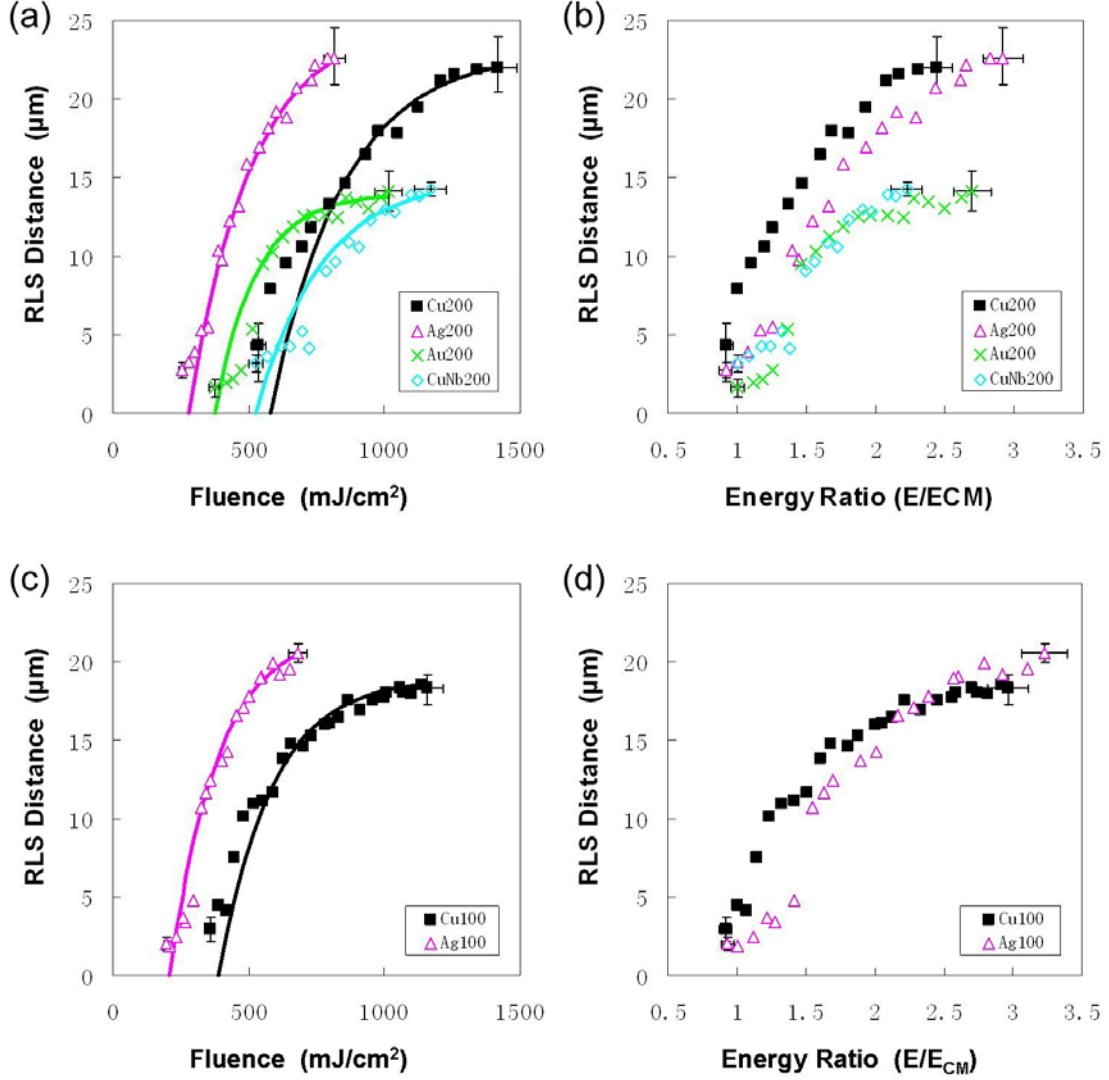 (a)
25
20
15
10
5
0
RLS Distance (μm)
Cu200
Ag200
Au200
CuNb200
0 500 1000 1500
Fluence (mJ/cm²)
(b)
25
20
15
10
5
0
RLS Distance (μm)
Cu200
Ag200
Au200
CuNb200
0.5 1 1.5 2 2.5 3 3.5
Energy Ratio (E/ECM)
(c)
25
20
15
10
5
0
RLS Distance (μm)
Cu100
Ag100
0 500 1000 1500
Fluence (mJ/cm²)
(d)
25
20
15
10
5
0
RLS Distance (μm)
Cu100
Ag100
0.5 1 1.5 2 2.5 3 3.5
Energy Ratio (E/E_CM)